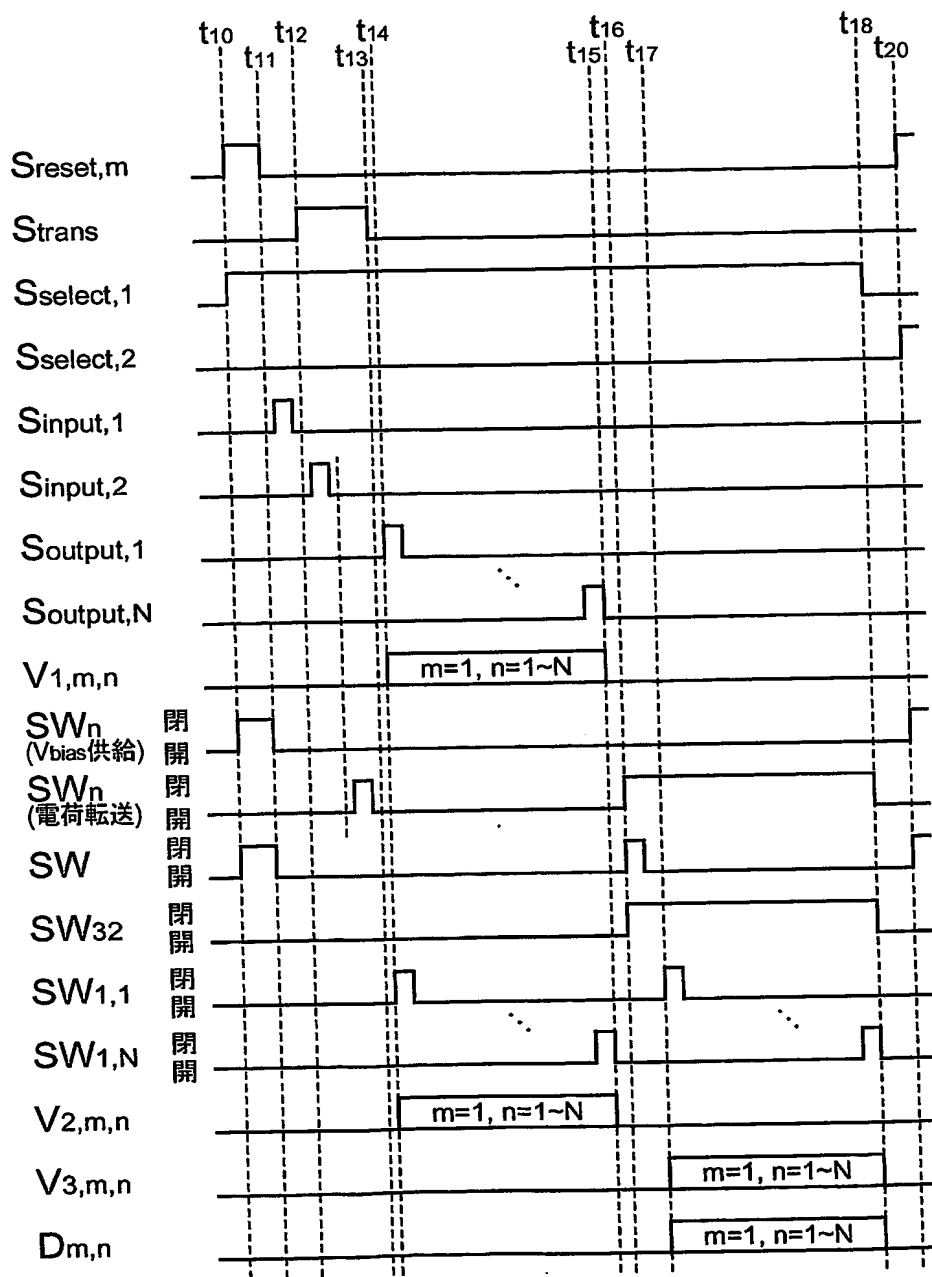 t10 t12 t14 t16 t18
t11 t13 t15 t17 t20
Sreset,m
Strans
Sselect,1
Sselect,2
Sinput,1
Sinput,2
Soutput,1
Soutput,N
V1,m,n m=1, n=1~N
SWn 閉
(Vbias供給) 開
SWn 閉
(電荷転送) 開
SW 閉
開
SW32 閉
開
SW1,1 閉
開
SW1,N 閉
開
V2,m,n m=1, n=1~N
V3,m,n m=1, n=1~N
Dm,n m=1, n=1~N